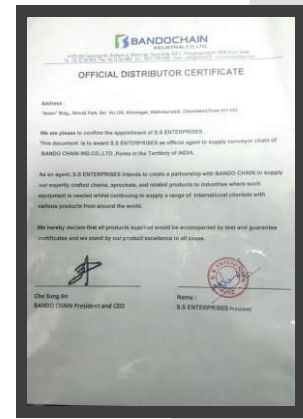 BANDOCHAIN
INDUSTRIAL CO., LTD.
OFFICIAL DISTRIBUTOR CERTIFICATE
Address :
We are please to confirm the appointment of S.S ENTERPRISES .
This document is to award S.S ENTERPRISES as official agent to supply conveyor chain of
BANDO CHAIN IND.CO.,LTD ,Korea in the Territory of INDIA.
As an agent, S.S ENTERPRISES intends to create a partnership with BANDO CHAIN to supply
our expertly crafted chains, sprockets, and related products to industries where such
equipment is needed whilst continuing to supply a range of international clientele with
various products from around the world.
We hereby declare that all products supplied would be accompanied by test and guarantee
certificates and we stand by our product excellence in all cases.
Cho Sung Jin
BANDO CHAIN President and CEO
Name :
S.S ENTERPRISES President